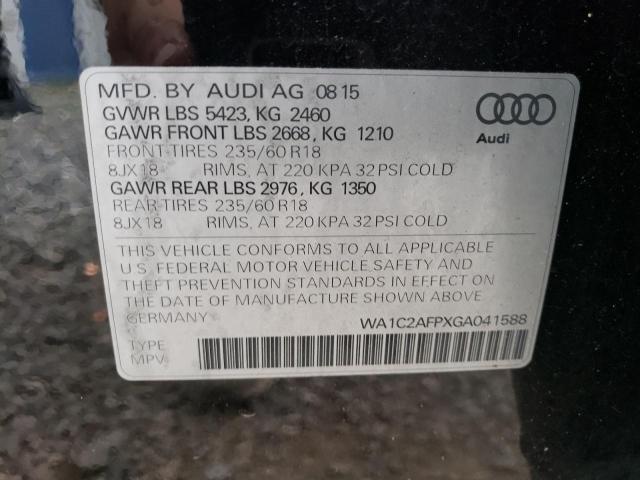 MFD. BY AUDI AG 08 15
GVWR LBS 5423, KG 2460
GAWR FRONT LBS 2668, KG 1210
FRONT-TIRES 235/60 R18
8JX18 RIMS, AT 220 KPA 32 PSI COLD
GAWR REAR LBS 2976, KG 1350
REAR-TIRES 235/60 R18
8JX18 RIMS, AT 220 KPA 32 PSI COLD
Audi
THIS VEHICLE CONFORMS TO ALL APPLICABLE
U.S. FEDERAL MOTOR VEHICLE SAFETY AND
THEFT PREVENTION STANDARDS IN EFFECT ON
THE DATE OF MANUFACTURE SHOWN ABOVE
GERMANY
WA1C2AFPXGA041588
TYPE
MPV